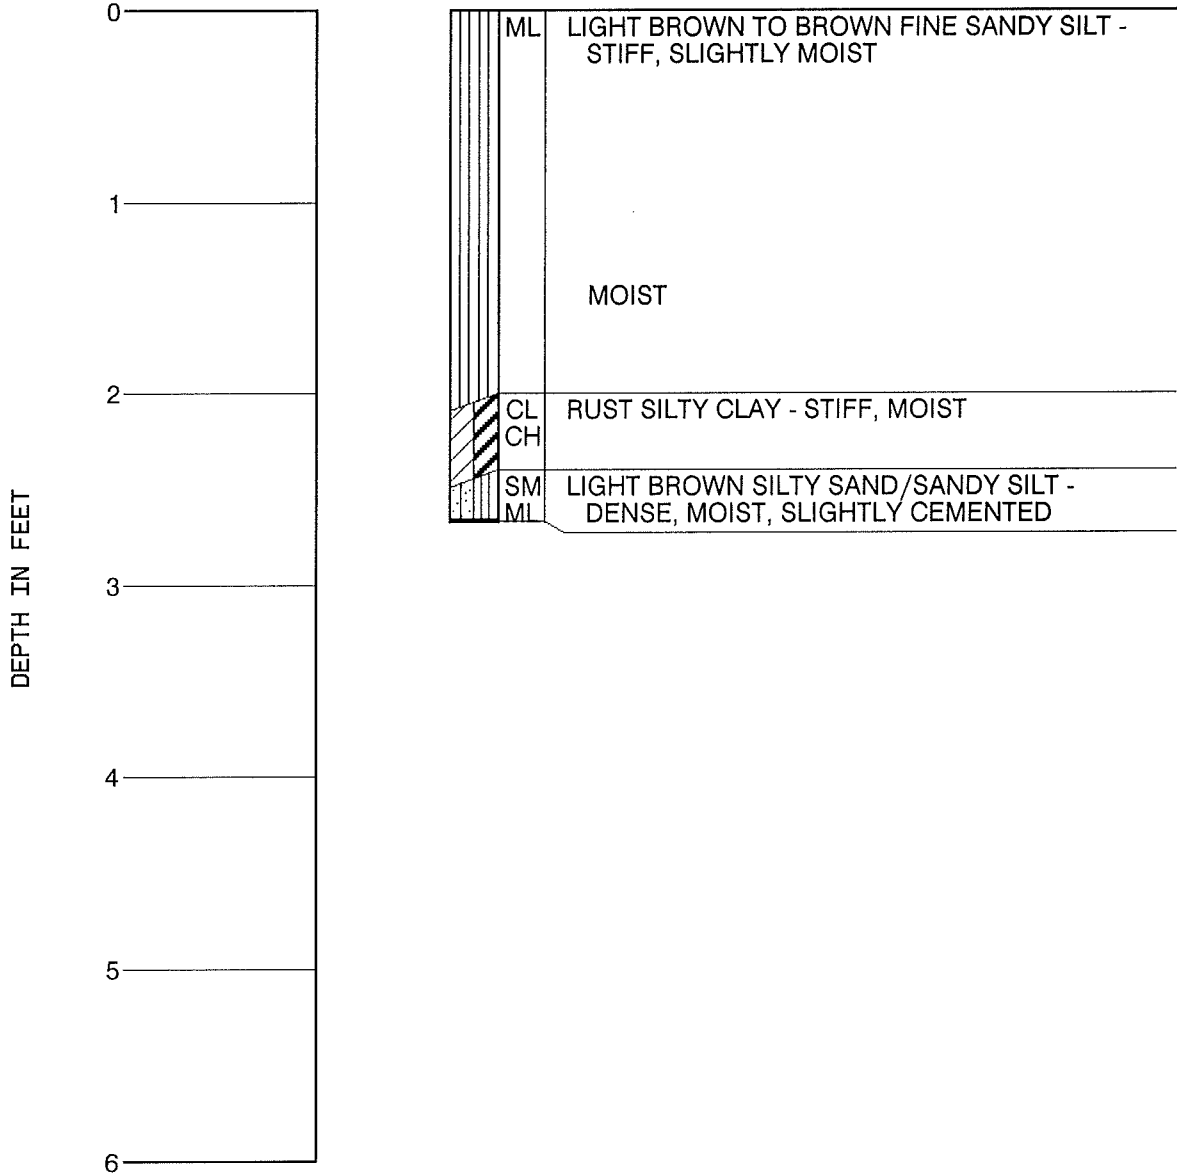 0
ML LIGHT BROWN TO BROWN FINE SANDY SILT -
STIFF, SLIGHTLY MOIST
1
MOIST
2
CL RUST SILTY CLAY - STIFF, MOIST
CH
SM LIGHT BROWN SILTY SAND/SANDY SILT -
ML DENSE, MOIST, SLIGHTLY CEMENTED
DEPTH IN FEET
3
4
5
6